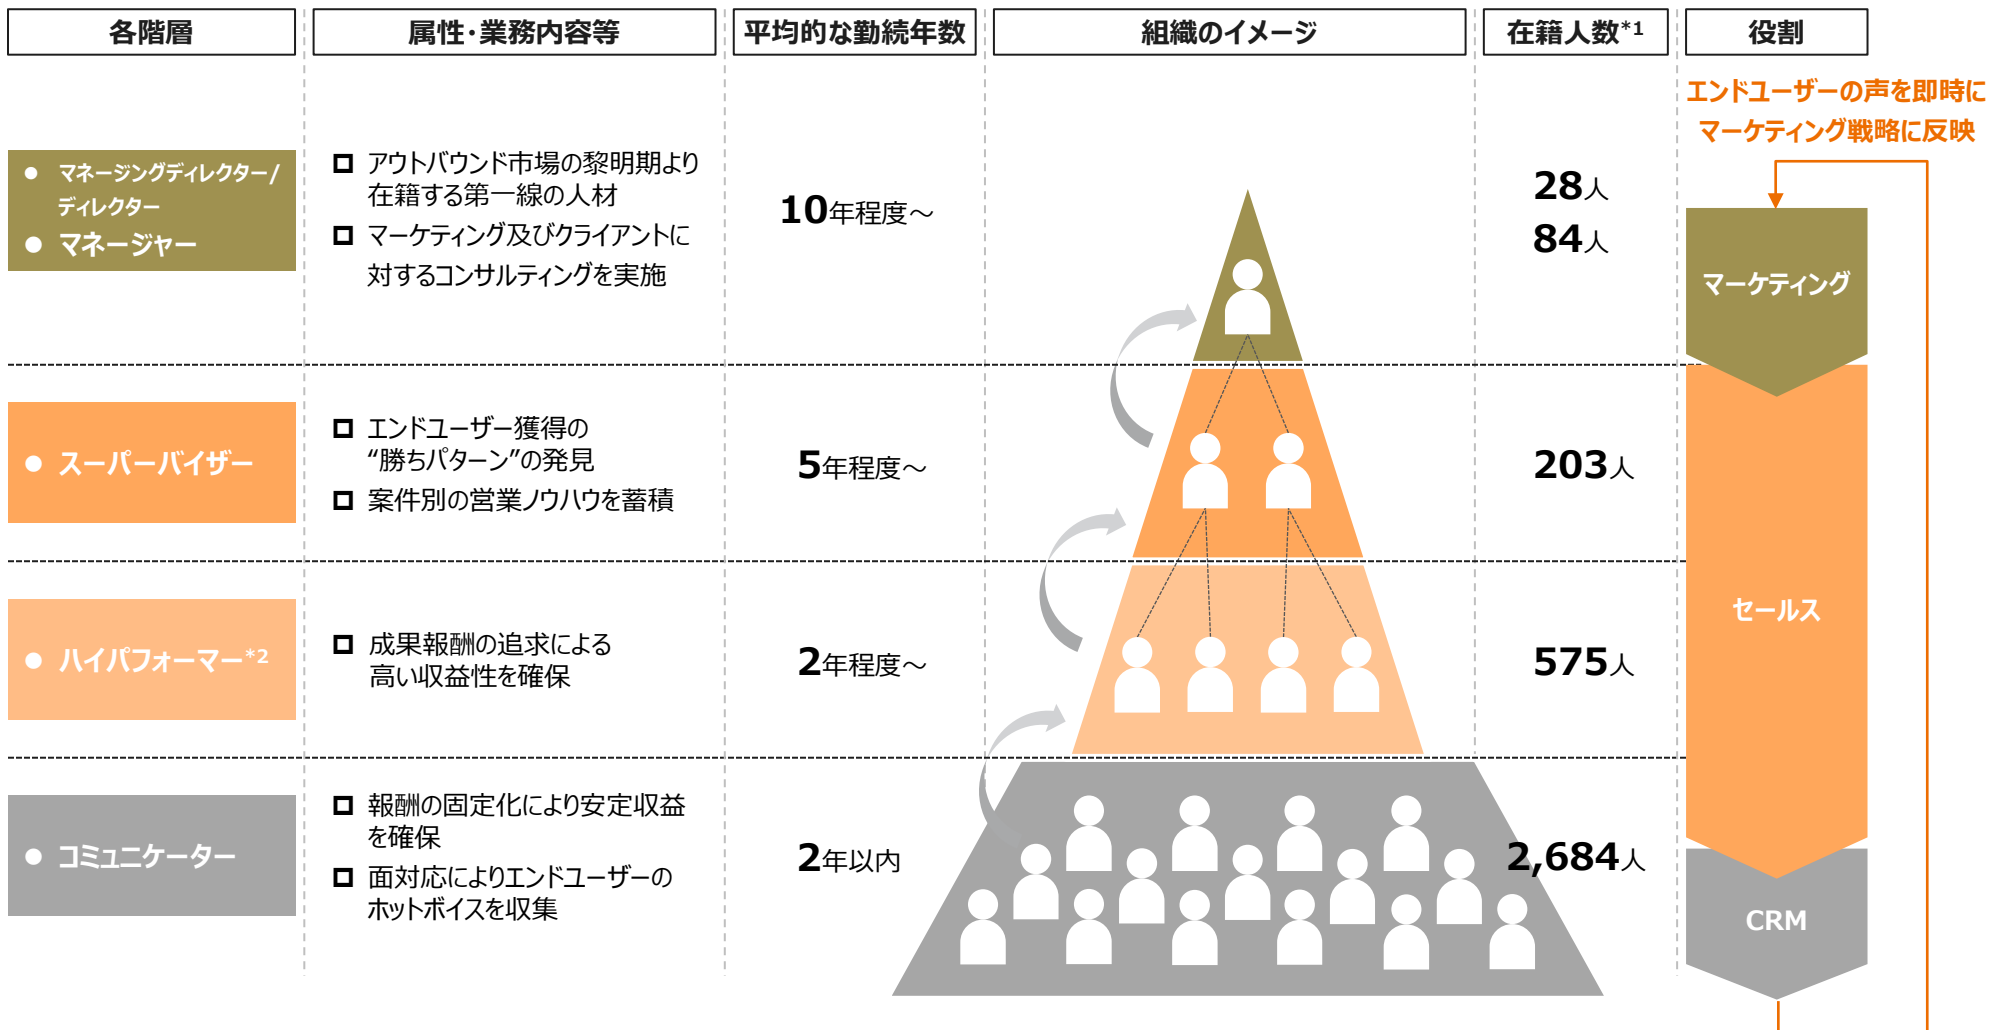 各階層
属性・業務内容等
平均的な勤続年数
組織のイメージ
在籍人数*1
役割
エンドユーザーの声を即時に
マーケティング戦略に反映
● マネージングディレクター/
ディレクター
● マネージャー
アウトバウンド市場の黎明期より
在籍する第一線の人材
マーケティング及びクライアントに
対するコンサルティングを実施
10年程度～
28人
84人
マーケティング
● スーパーバイザー
エンドユーザー獲得の
“勝ちパターン”の発見
案件別の営業ノウハウを蓄積
5年程度～
203人
セールス
● ハイパフォーマー*2
成果報酬の追求による
高い収益性を確保
2年程度～
575人
● コミュニケーター
報酬の固定化により安定収益
を確保
面対応によりエンドユーザーの
ホットボイスを収集
2年以内
2,684人
CRM